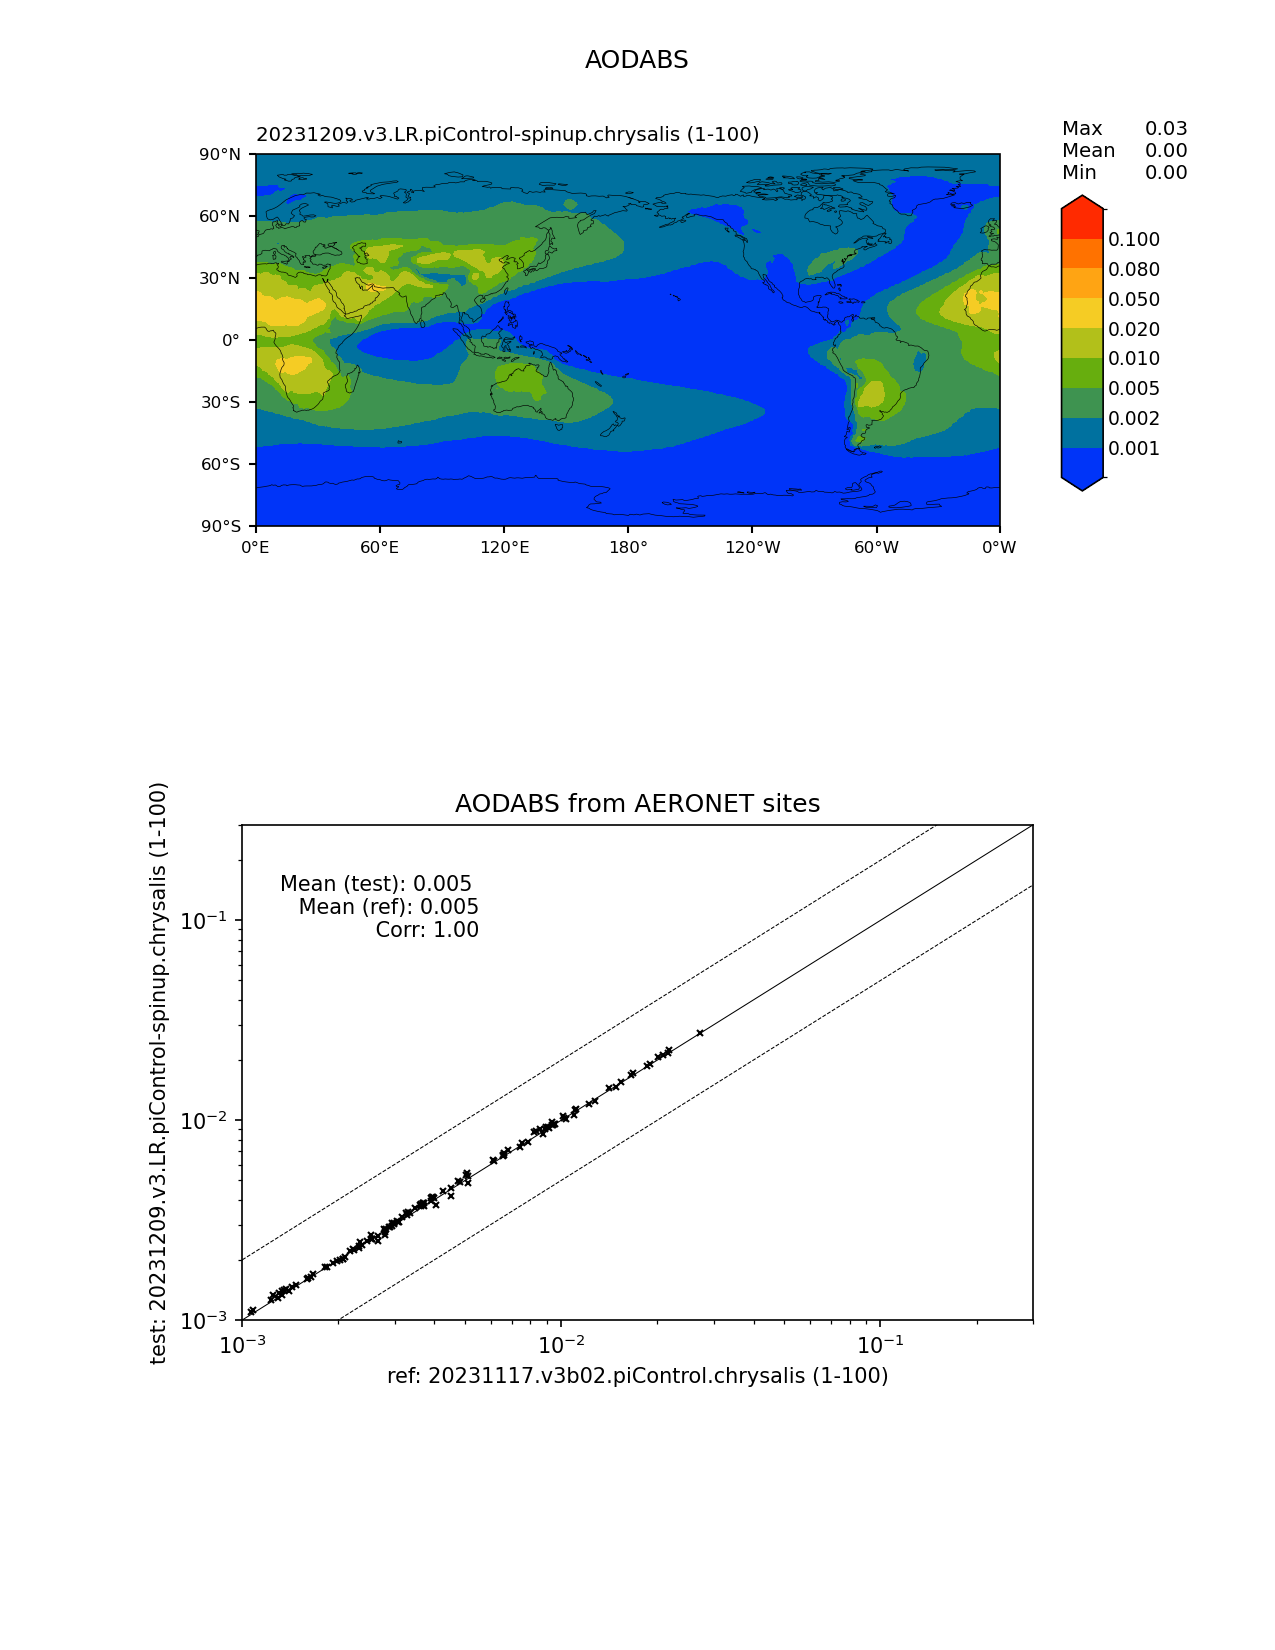 AODABS
20231209.v3.LR.piControl-spinup.chrysalis (1-100)
Max 0.03
Mean 0.00
Min 0.00
90°N
60°N
30°N
0°
30°S
60°S
90°S
0°E 60°E 120°E 180° 120°W 60°W 0°W
0.100
0.080
0.050
0.020
0.010
0.005
0.002
0.001
AODABS from AERONET sites
Mean (test): 0.005
Mean (ref): 0.005
Corr: 1.00
test: 20231209.v3.LR.piControl-spinup.chrysalis (1-100)
10⁻¹
10⁻²
10⁻³
10⁻³ 10⁻² 10⁻¹
ref: 20231117.v3b02.piControl.chrysalis (1-100)